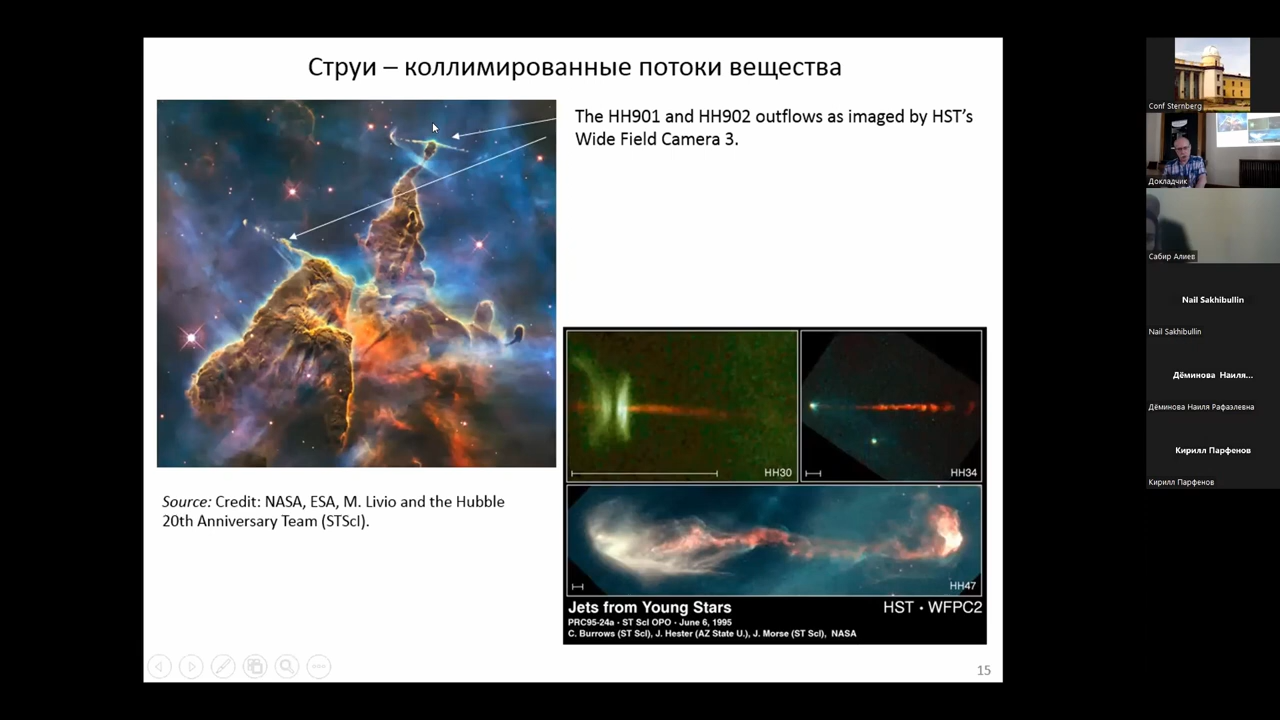 Струи – коллимированные потоки вещества
The HH901 and HH902 outflows as imaged by HST’s
Wide Field Camera 3.
Source: Credit: NASA, ESA, M. Livio and the Hubble
20th Anniversary Team (STScI).
HH30
HH34
HH47
Jets from Young Stars
HST • WFPC2
PRC95-24a • ST ScI OPO • June 6, 1995
C. Burrows (ST ScI), J. Hester (AZ State U.), J. Morse (ST ScI), NASA
15
Conf Sternberg
Докладчик
Сабир Алиев
Nail Sakhibullin
Nail Sakhibullin
Дёминова Наиля...
Дёминова Наиля Рафаэлевна
Кирилл Парфенов
Кирилл Парфенов